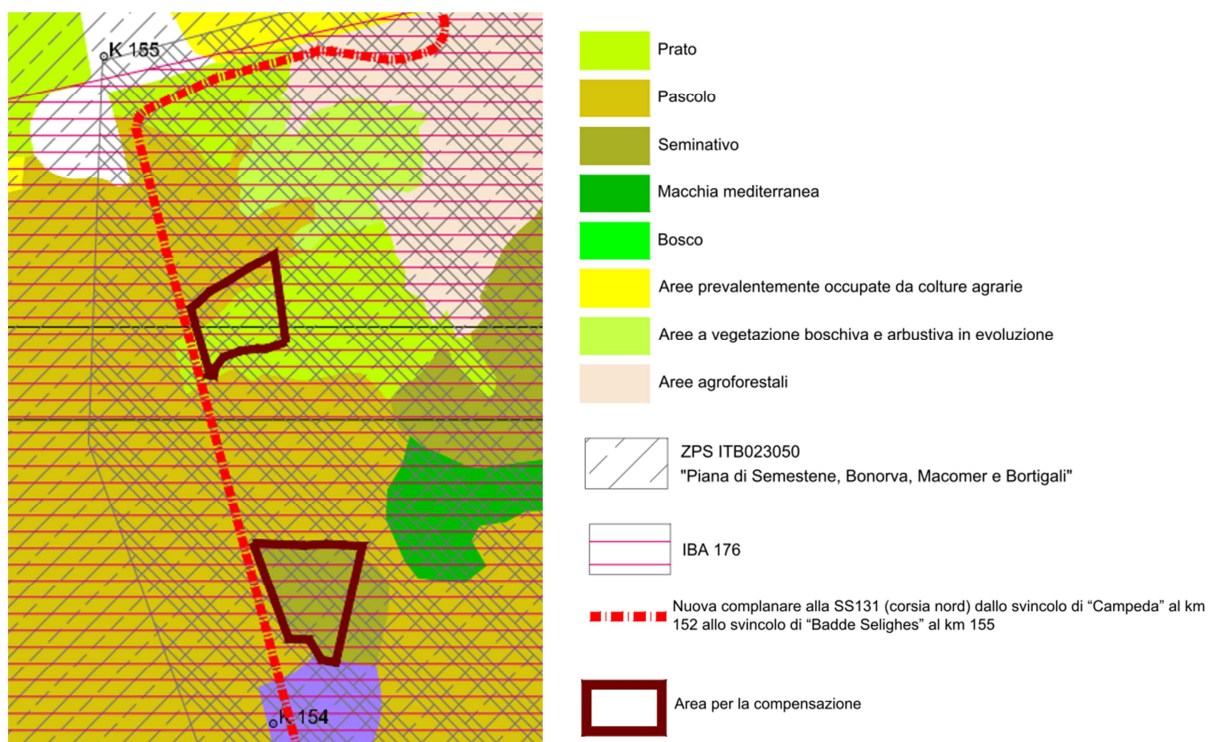 K 155
K 154
Prato
Pascolo
Seminativo
Macchia mediterranea
Bosco
Aree prevalentemente occupate da colture agrarie
Aree a vegetazione boschiva e arbustiva in evoluzione
Aree agroforestali
ZPS ITB023050
"Piana di Semestene, Bonorva, Macomer e Bortigali"
IBA 176
Nuova complanare alla SS131 (corsia nord) dallo svincolo di “Campeda” al km
152 allo svincolo di “Badde Selighes” al km 155
Area per la compensazione